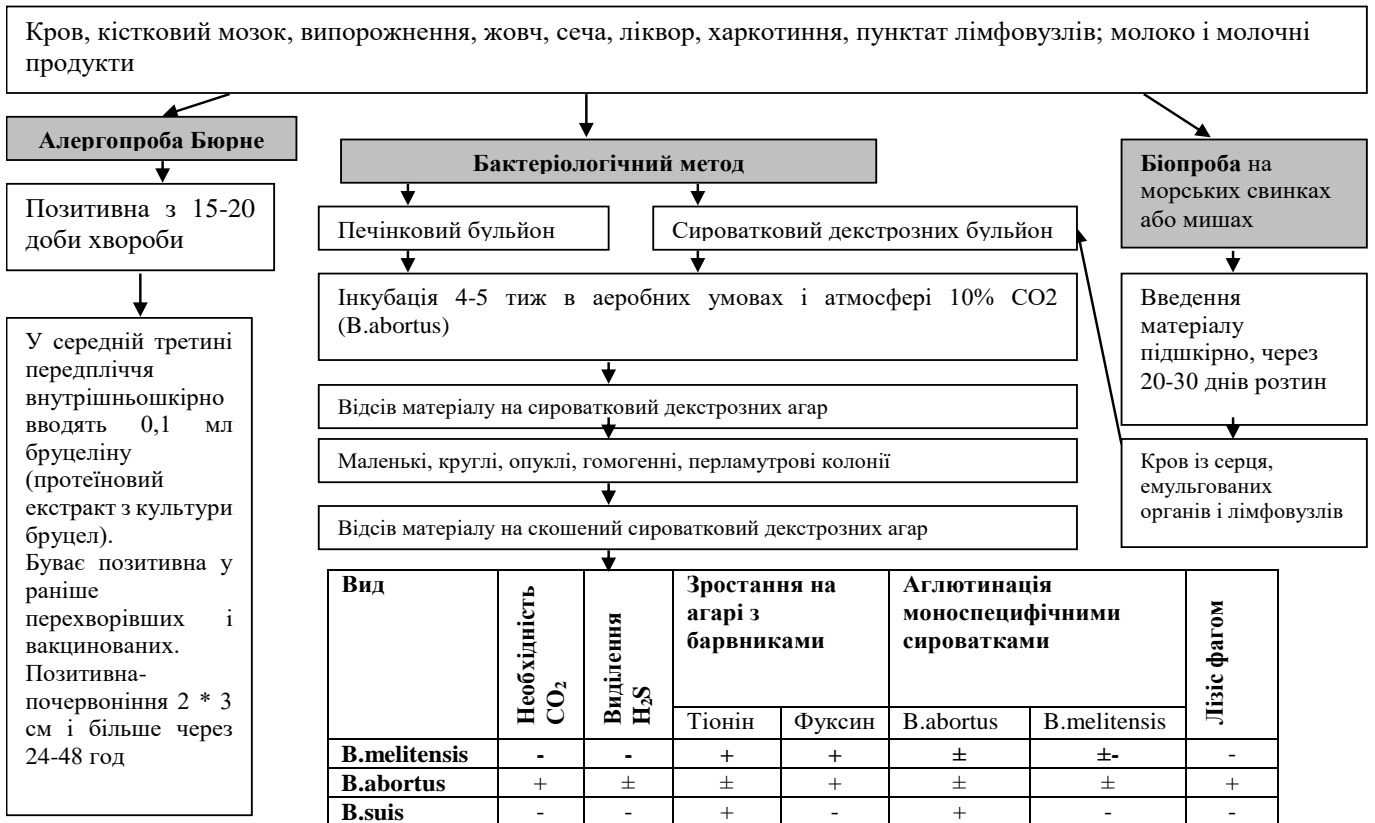 Кров, кістковий мозок, випорожнення, жовч, сеча, ліквор, харкотиння, пунктат лімфовузлів; молоко і молочні
продукти
Алергопроба Бюрне
Позитивна з 15-20
доби хвороби
У середній третині
передпліччя
внутрішньошкірно
вводять 0,1 мл
бруцеліну
(протеїновий
екстракт з культури
бруцел).
Буває позитивна у
раніше
перехворівших і
вакцинованих.
Позитивна-
почервоніння 2 * 3
см і більше через
24-48 год
Бактеріологічний метод
Печінковий бульйон
Сироватковий декстрозних бульйон
Інкубація 4-5 тиж в аеробних умовах і атмосфері 10% СО2
(B.abortus)
Відсів матеріалу на сироватковий декстрозних агар
Маленькі, круглі, опуклі, гомогенні, перламутрові колонії
Відсів матеріалу на скошений сироватковий декстрозних агар
Біопроба на
морських свинках
або мишах
Введення
матеріалу
підшкірно, через
20-30 днів розтин
Кров із серця,
емульгованих
органів і лімфовузлів
Вид
Необхідність
CO₂
Виділення
H₂S
Зростання на
агарі з
барвниками
Аглютинація
моноспецифічними
сироватками
Лізіс фагом
Тіонін Фуксин B.abortus B.melitensis
B.melitensis - - + + ± ±- -
B.abortus + ± ± + ± ± +
B.suis - - + - + - -